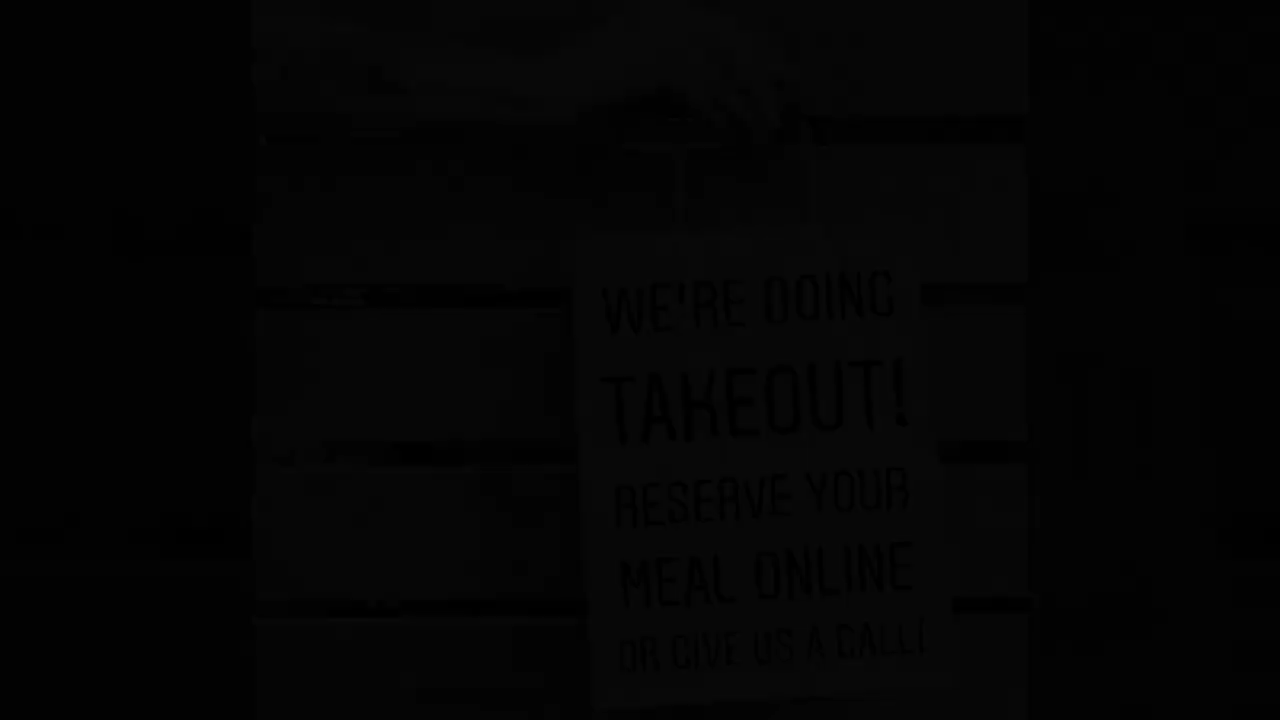 WE'RE DOING
TAKEOUT!
RESERVE YOUR
MEAL ONLINE
OR GIVE US A CALL!